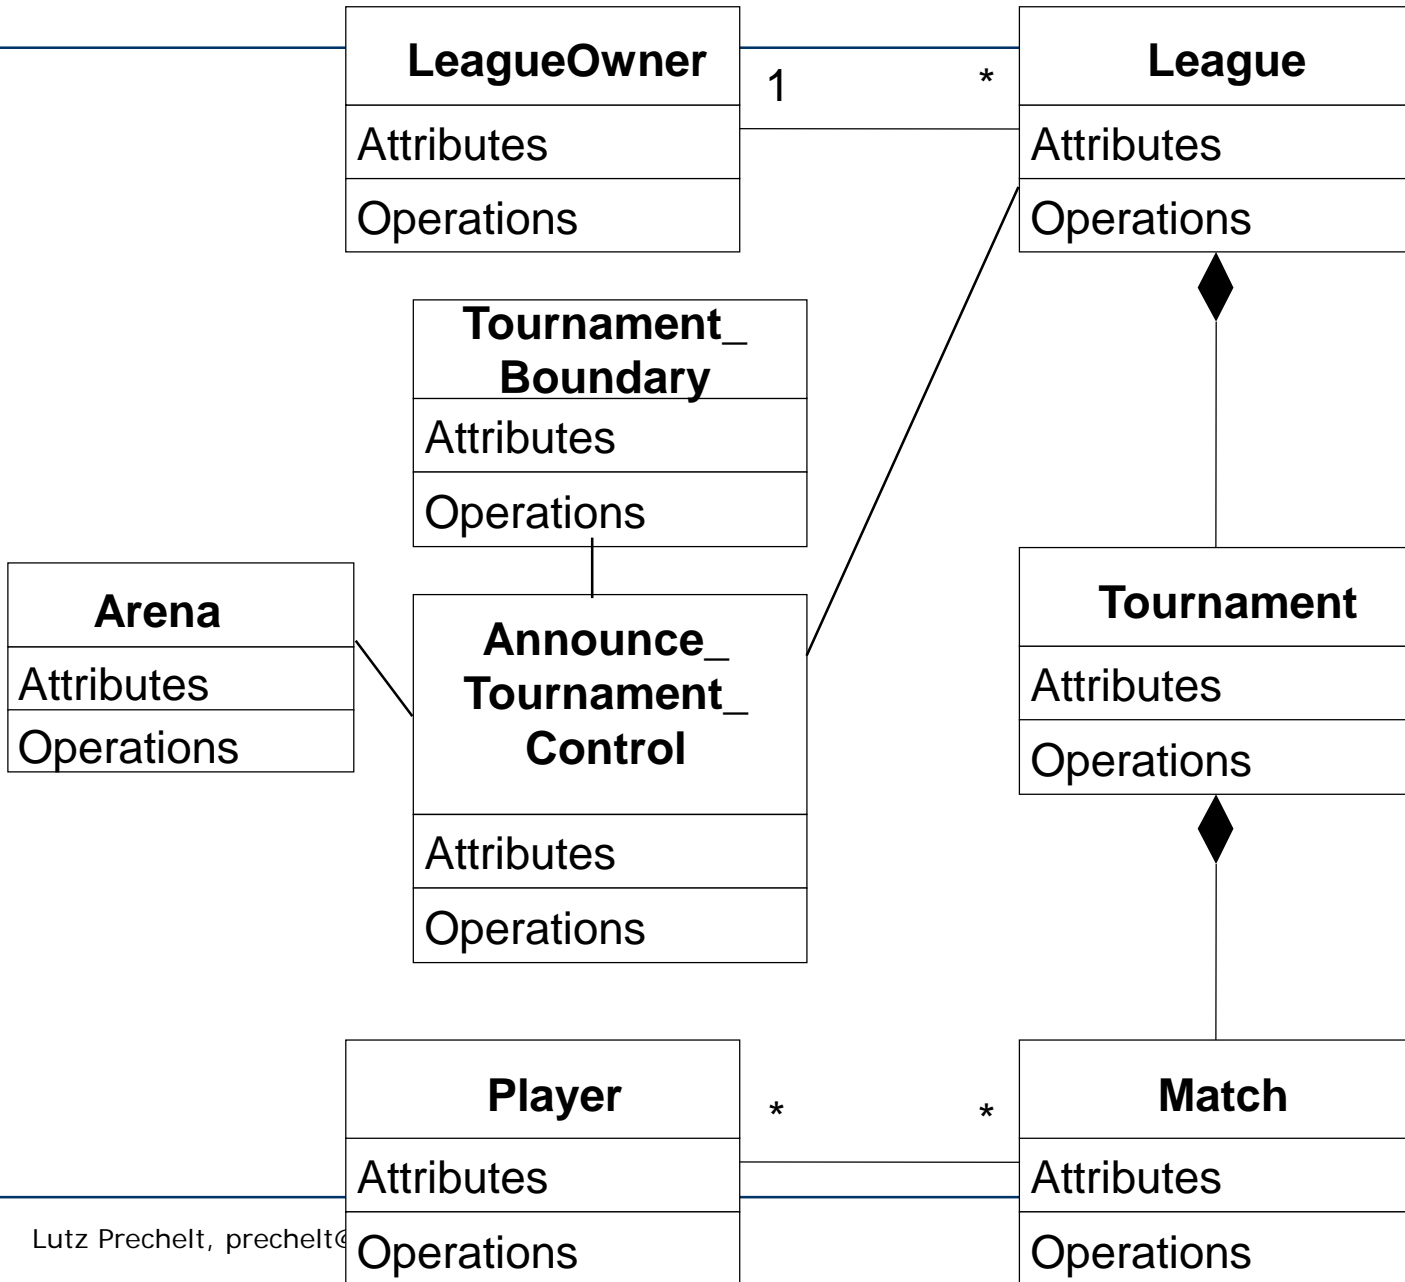 LeagueOwner
1
*
League
Attributes
Attributes
Operations
Operations
Tournament_
Boundary
Attributes
Operations
Arena
Attributes
Operations
Announce_
Tournament_
Control
Attributes
Operations
Tournament
Attributes
Operations
Player
*
*
Match
Attributes
Attributes
Operations
Operations
Lutz Prechelt, prechelt@